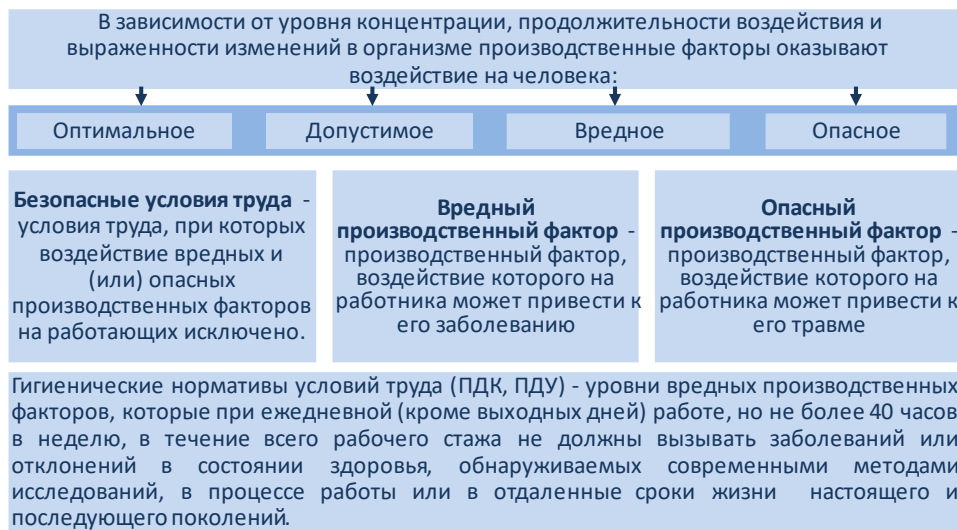 В зависимости от уровня концентрации, продолжительности воздействия и
выраженности изменений в организме производственные факторы оказывают
воздействие на человека:
Оптимальное
Допустимое
Вредное
Опасное
Безопасные условия труда -
условия труда, при которых
воздействие вредных и
(или) опасных
производственных факторов
на работающих исключено.
Вредный
производственный фактор -
производственный фактор,
воздействие которого на
работника может привести к
его заболеванию
Опасный
производственный фактор -
производственный фактор,
воздействие которого на
работника может привести к
его травме
Гигиенические нормативы условий труда (ПДК, ПДУ) - уровни вредных производственных
факторов, которые при ежедневной (кроме выходных дней) работе, но не более 40 часов
в неделю, в течение всего рабочего стажа не должны вызывать заболеваний или
отклонений в состоянии здоровья, обнаруживаемых современными методами
исследований, в процессе работы или в отдаленные сроки жизни настоящего и
последующего поколений.